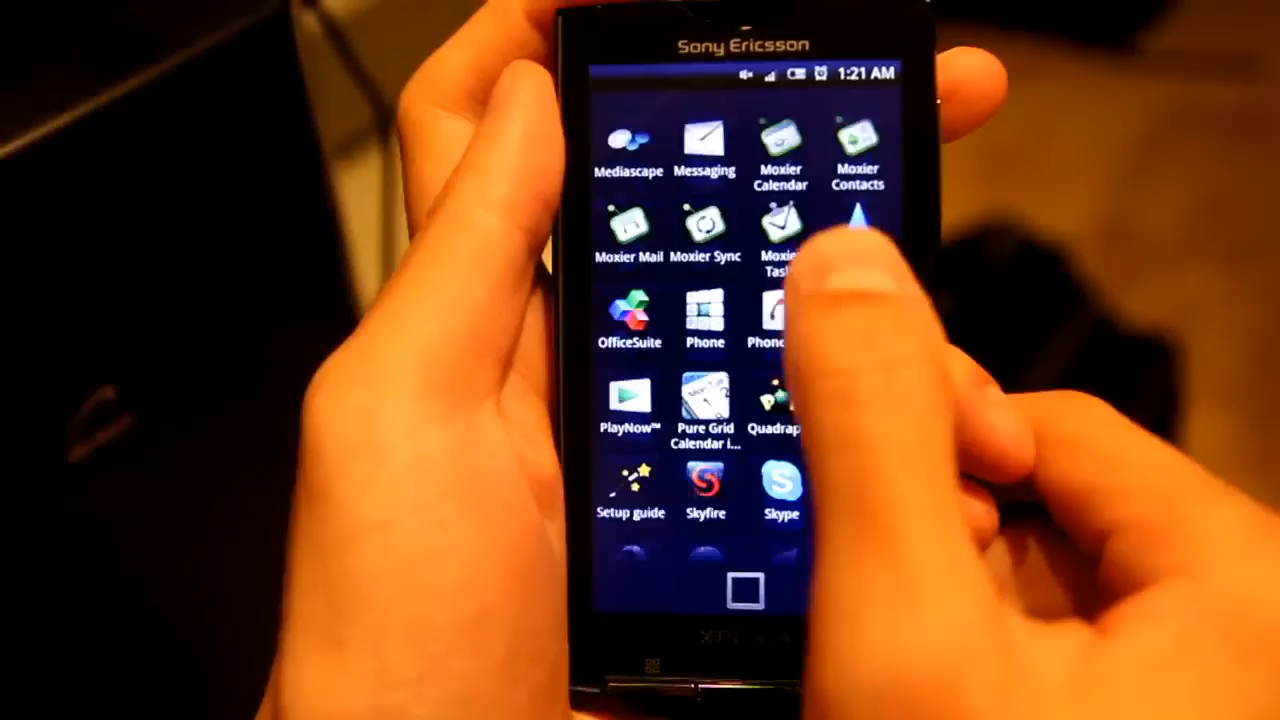 Sony Ericsson
1:21 AM
Mediascape Messaging Moxier Calendar Moxier Contacts
Moxier Mail Moxier Sync
OfficeSuite Phone
PlayNow™ Pure Grid Calendar i...
Setup guide Skyfire Skype